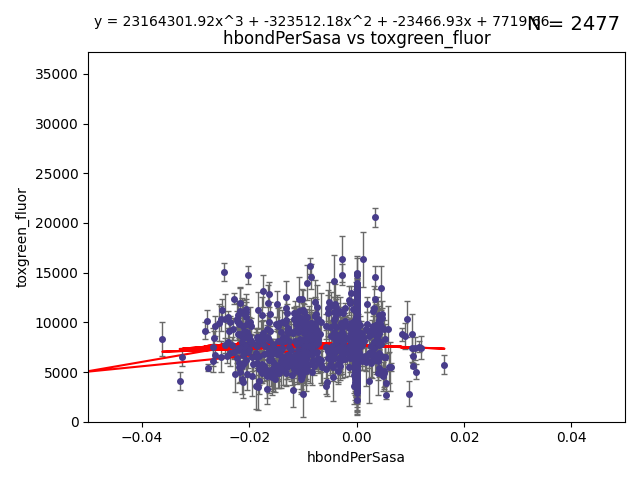 y = 23164301.92x^3 + -323512.18x^2 + -23466.93x + 7719.66
N = 2477
hbondPerSasa vs toxgreen_fluor
35000
30000
25000
20000
15000
10000
5000
0
toxgreen_fluor
−0.04
−0.02
0.00
0.02
0.04
hbondPerSasa